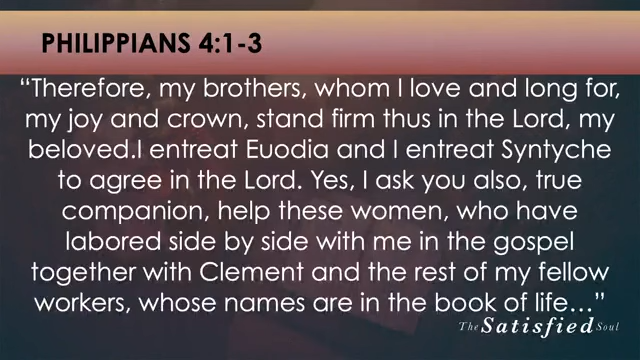 PHILIPPIANS 4:1-3
“Therefore, my brothers, whom I love and long for,
my joy and crown, stand firm thus in the Lord, my
beloved.I entreat Euodia and I entreat Syntyche
to agree in the Lord. Yes, I ask you also, true
companion, help these women, who have
labored side by side with me in the gospel
together with Clement and the rest of my fellow
workers, whose names are in the book of life…”
The Satisfied Soul